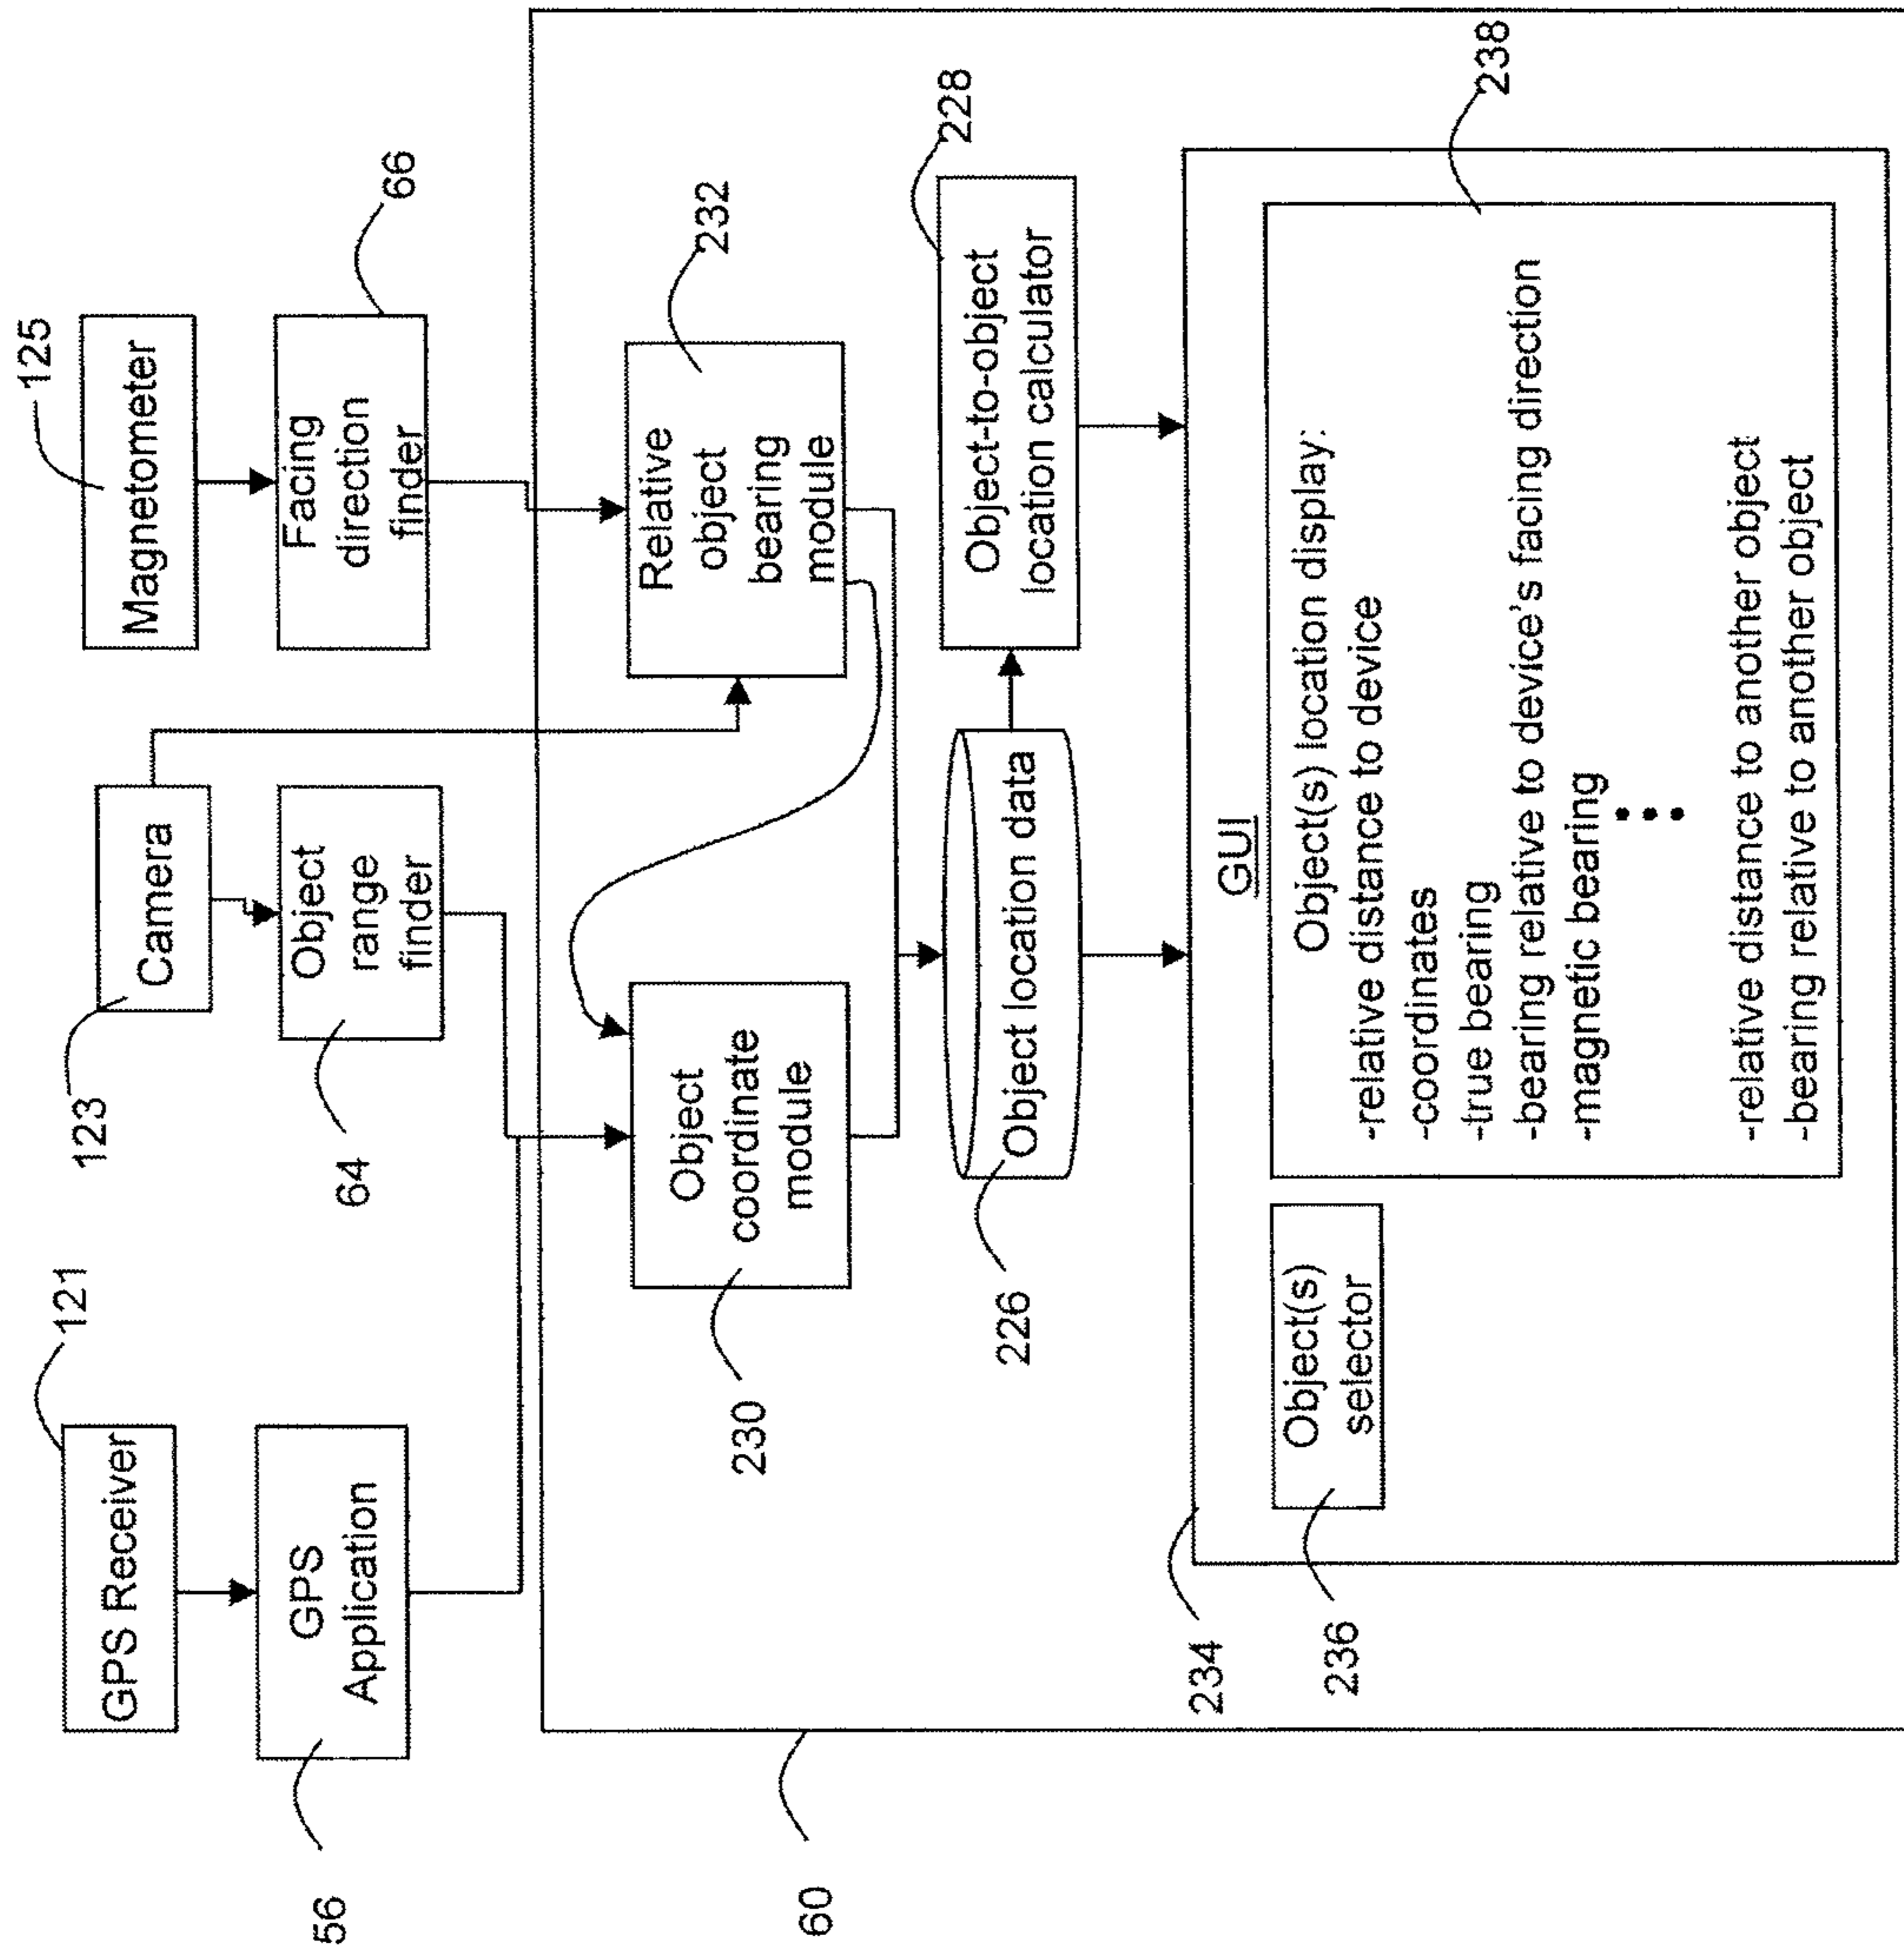 121
GPS Receiver
123
Camera
125
Magnetometer
56
GPS
Application
64
Object
range
finder
66
Facing
direction
finder
60
230
Object
coordinate
module
232
Relative
object
bearing
module
226
Object location data
228
Object-to-object
location calculator
234
GUI
236
Object(s)
selector
238
Object(s) location display:
-relative distance to device
-coordinates
-true bearing
-bearing relative to device's facing direction
-magnetic bearing
-relative distance to another object
-bearing relative to another object